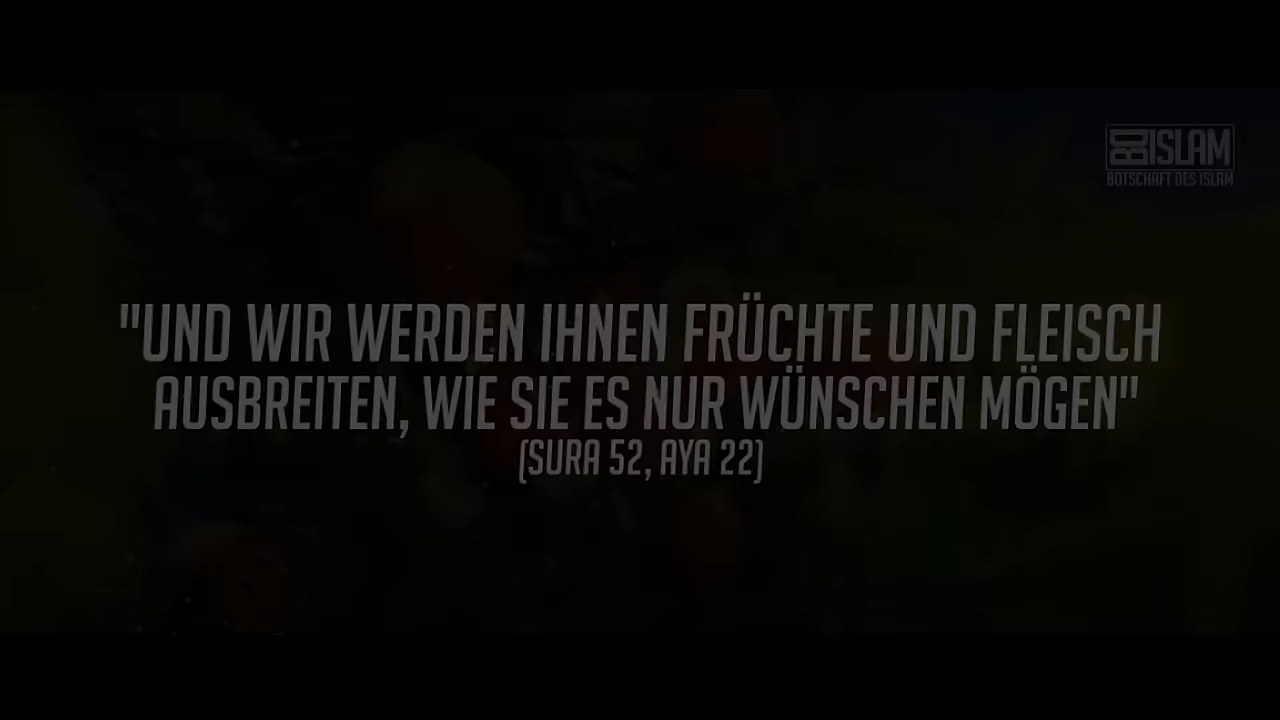 BD ISLAM
BOTSCHAFT DES ISLAM
"UND WIR WERDEN IHNEN FRÜCHTE UND FLEISCH
AUSBREITEN, WIE SIE ES NUR WÜNSCHEN MÖGEN"
(SURA 52, AYA 22)